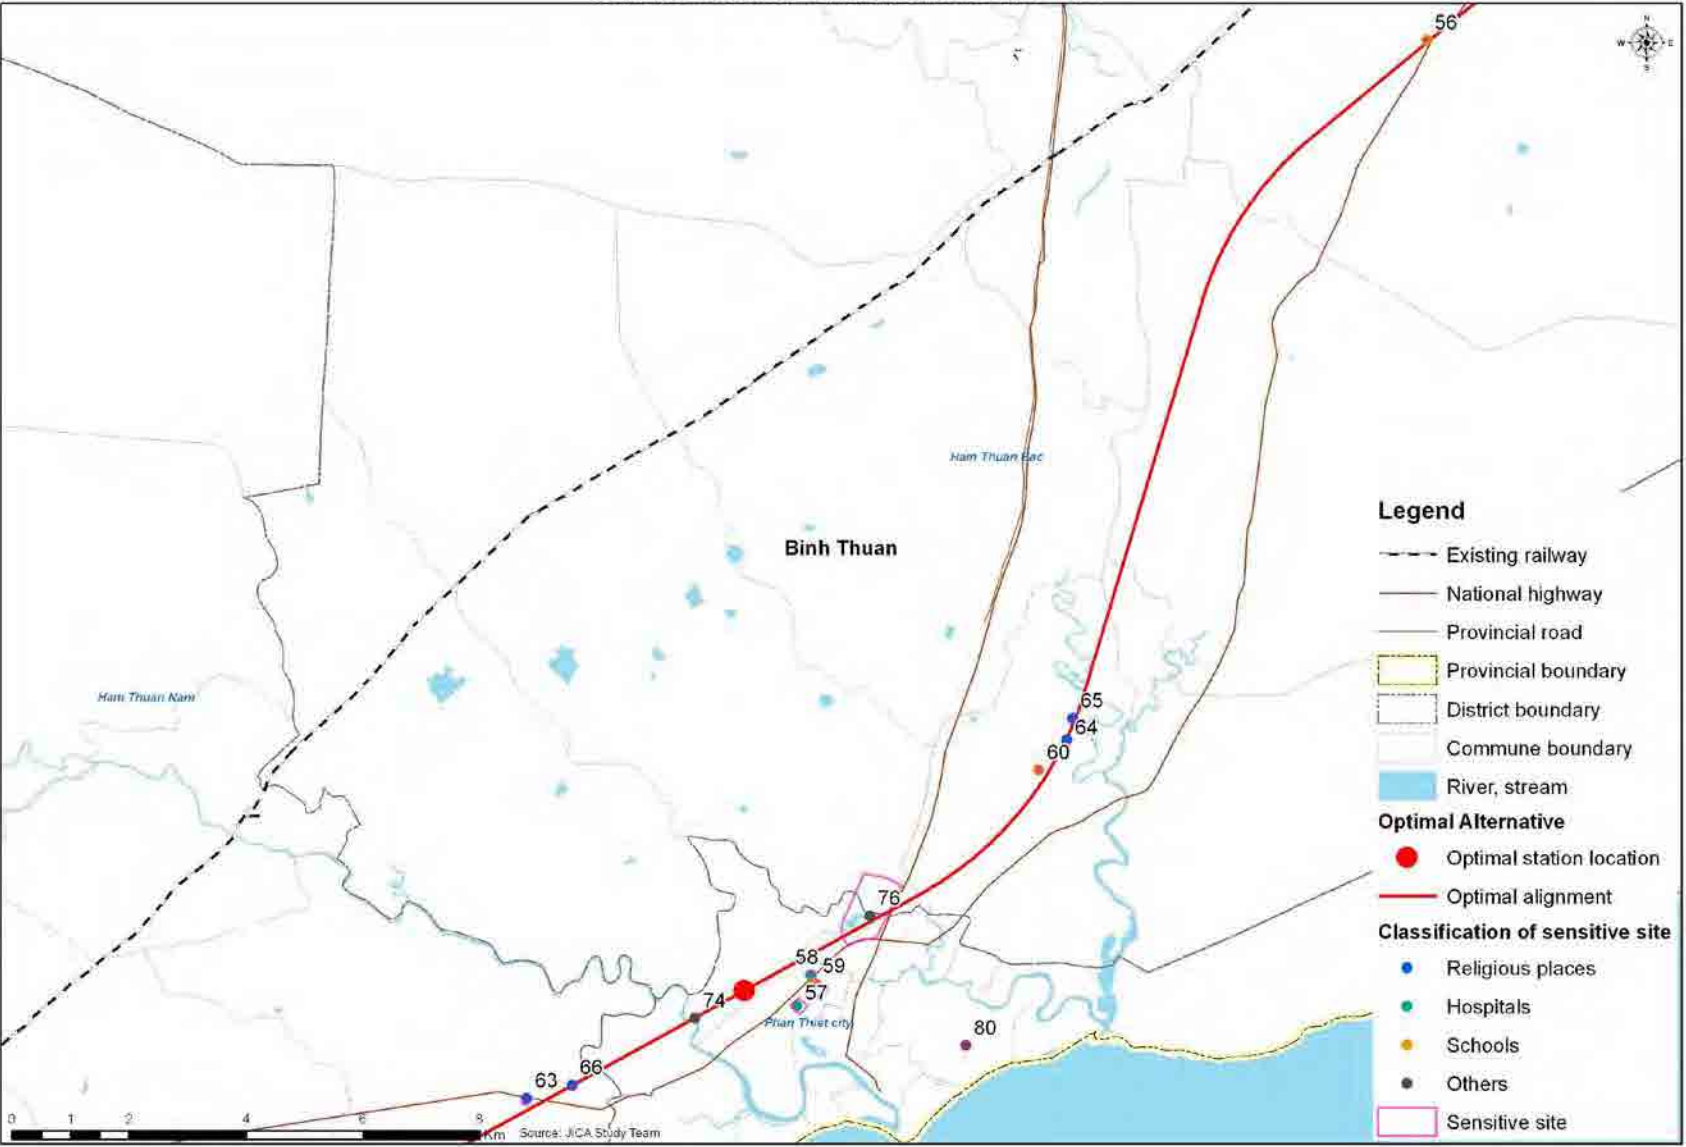 56
N
W E
S
Ham Thuan Bac
Binh Thuan
Ham Thuan Nam
65
64
60
76
58
59
57
74
Phan Thiet city
80
63
66
0 1 2 4 6 8
Km
Source: JICA Study Team
Legend
Existing railway
National highway
Provincial road
Provincial boundary
District boundary
Commune boundary
River, stream
Optimal Alternative
Optimal station location
Optimal alignment
Classification of sensitive site
Religious places
Hospitals
Schools
Others
Sensitive site